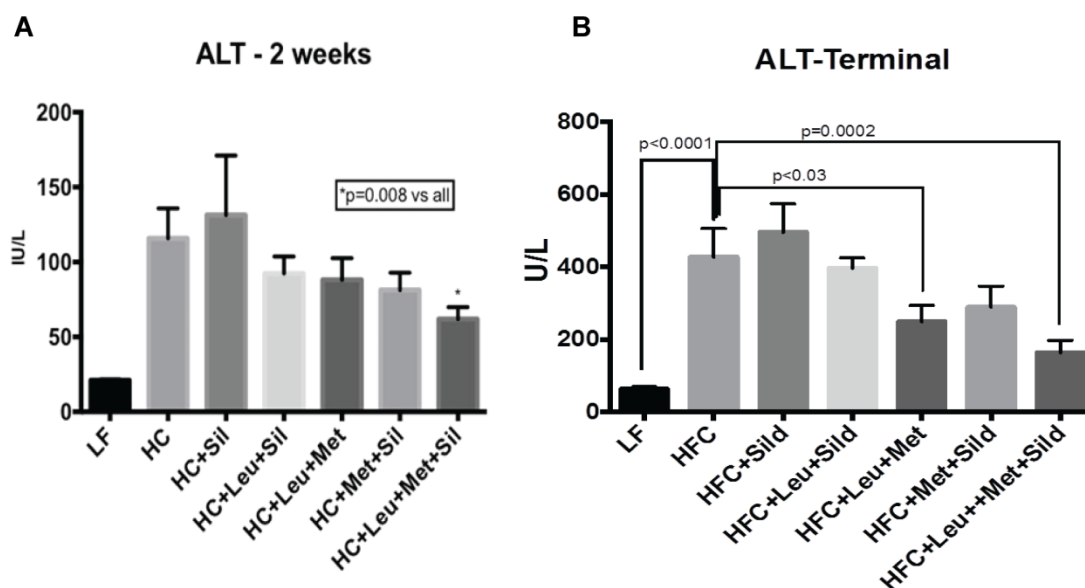 A
ALT - 2 weeks
200
150
100
50
0
IU/L
*p=0.008 vs all
*
LF
HC
HC+Sil
HC+Leu+Sil
HC+Leu+Met
HC+Met+Sil
HC+Leu+Met+Sil
B
ALT-Terminal
800
600
400
200
0
U/L
p<0.0001
p=0.0002
p<0.03
LF
HFC
HFC+Sild
HFC+Leu+Sild
HFC+Leu+Met
HFC+Met+Sild
HFC+Leu++Met+Sild